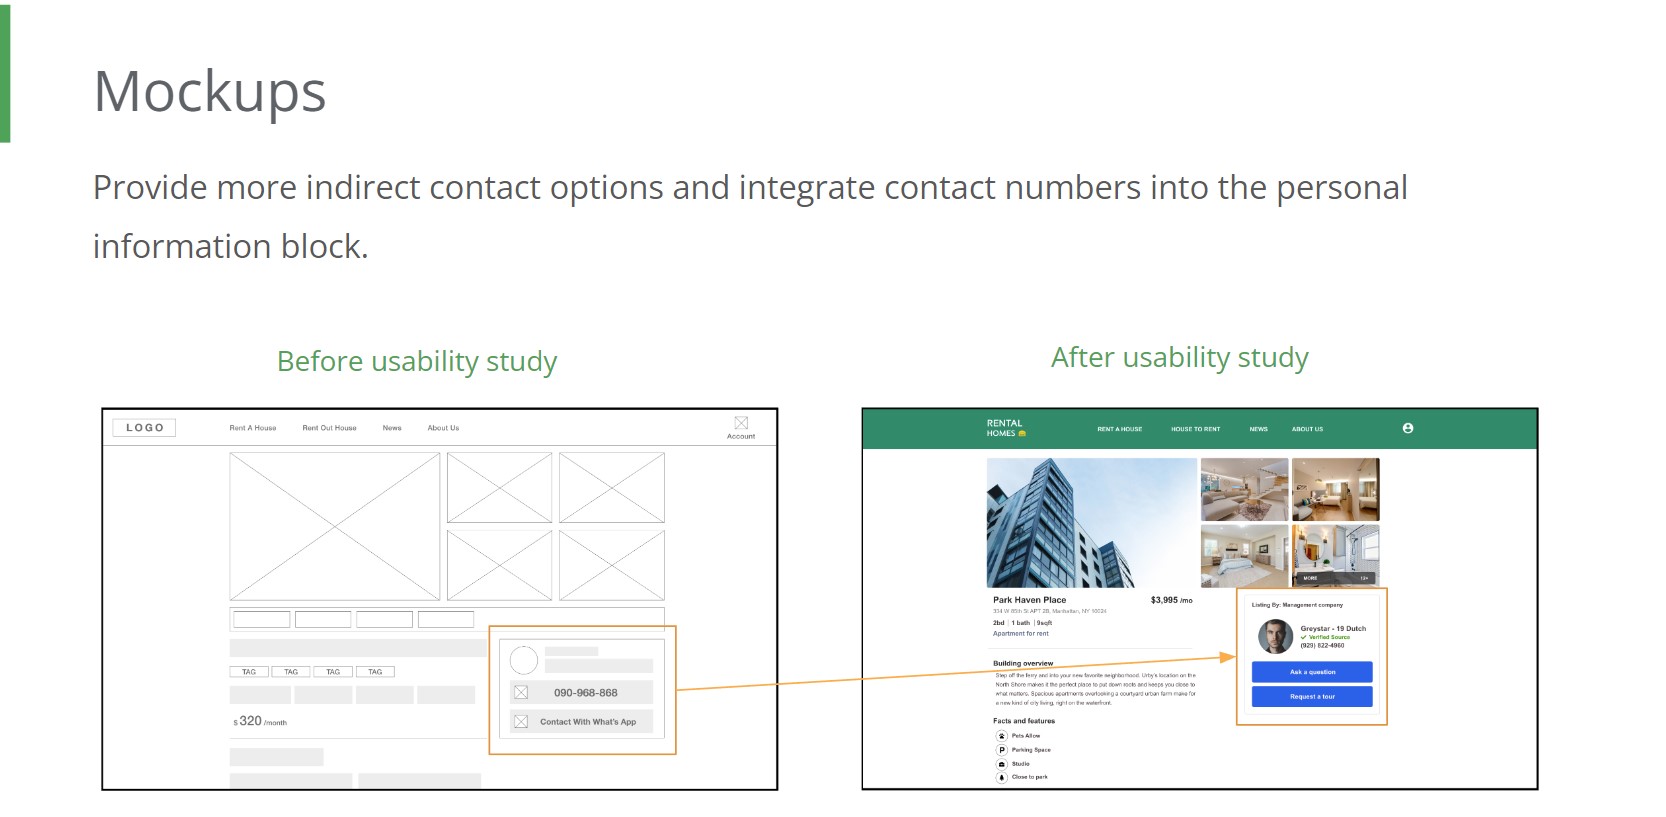 Mockups
Provide more indirect contact options and integrate contact numbers into the personal
information block.
Before usability study
After usability study
LOGO
Rent A House
Rent Out House
News
About Us
Account
TAG
TAG
TAG
TAG
$ 320 /month
090-968-868
Contact With What's App
RENTAL
HOMES
RENT A HOUSE
HOUSE TO RENT
NEWS
ABOUT US
MORE
13+
Park Haven Place
$3,995 /mo
334 W 85th St.APT 2B, Manhattan, NY 10024
2bd | 1 bath | 9sqft
Apartment for rent
Building overview
Step off the ferry and into your new favorite neighborhood. Urby's location on the
North Shore makes it the perfect place to put down roots and keeps you close to
what matters. Spacious apartments overlooking a courtyard urban farm make for
a new kind of city living, right on the waterfront.
Facts and features
Pets Allow
P
Parking Space
Studio
Close to park
Listing By: Management company
Greystar - 19 Dutch
Verified Source
(929) 822-4960
Ask a question
Request a tour